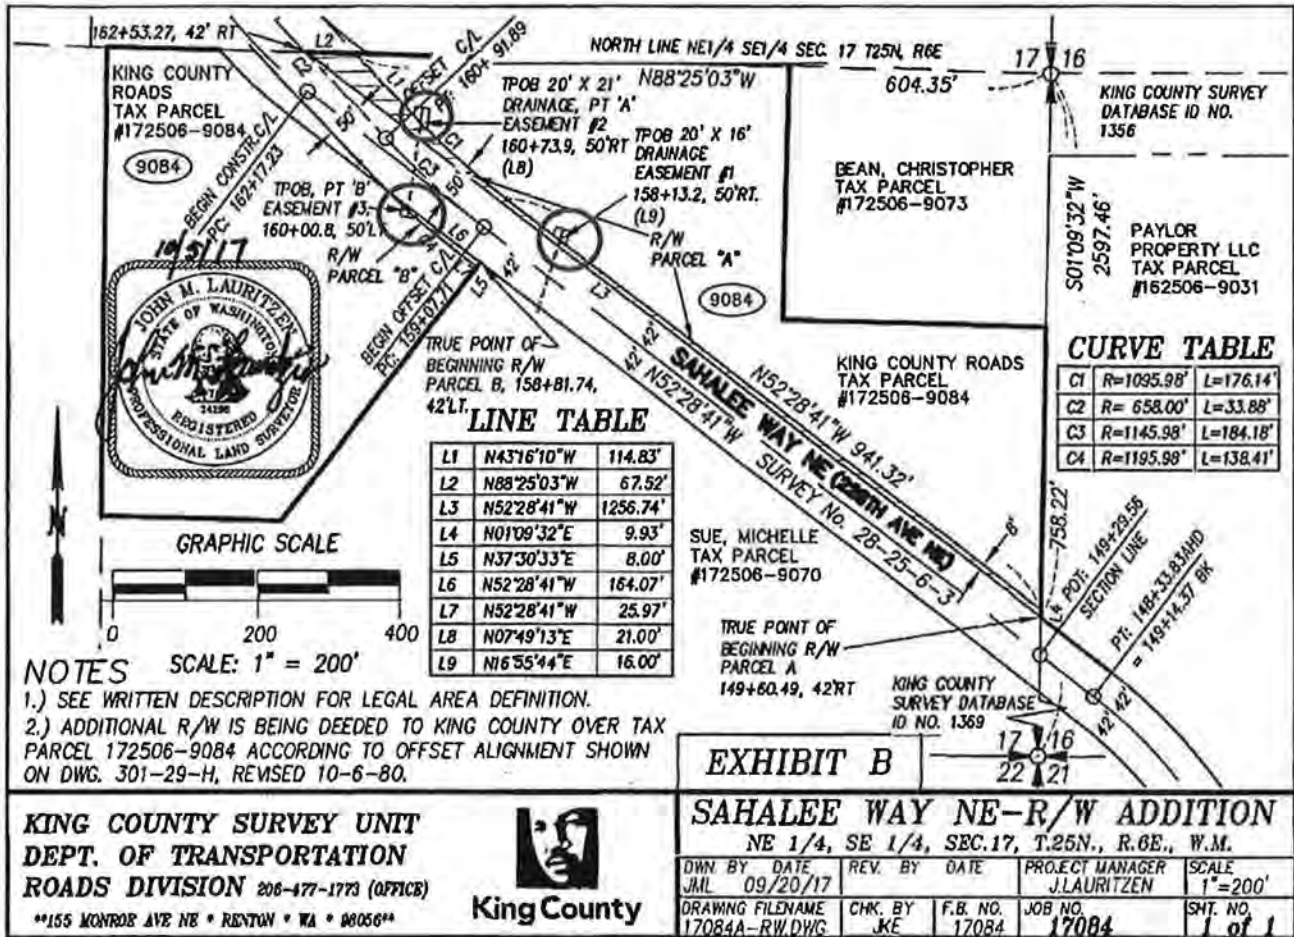 162+53.27, 42' RT
L2
L3
L1
OFFSET C/L
PT: 160+91.89
NORTH LINE NE1/4 SE1/4 SEC. 17 T25N, R6E
N88°25'03"W
604.35'
17 16
KING COUNTY SURVEY
DATABASE ID NO.
1356
KING COUNTY
ROADS
TAX PARCEL
#172506-9084
9084
BEGIN CONSTR.C/L
PC: 162+17.23
50'
TPOB 20' X 21'
DRAINAGE, PT 'A'
EASEMENT #2
160+73.9, 50'RT
(L8)
C1
C3
50'
TPOB 20' X 16'
DRAINAGE
EASEMENT #1
158+13.2, 50'RT.
(L9)
R/W
PARCEL "A"
TPOB, PT 'B'
EASEMENT #3,
160+00.8, 50'LT
R/W
PARCEL "B"
C4
L6
L7
L5
42'
L3
9084
BEAN, CHRISTOPHER
TAX PARCEL
#172506-9073
S01°09'32"W
2597.46'
PAYLOR
PROPERTY LLC
TAX PARCEL
#162506-9031
10/5/17
JOHN M. LAURITZEN
STATE OF WASHINGTON
24296
REGISTERED
PROFESSIONAL LAND SURVEYOR
BEGIN OFFSET C/L
PC: 159+07.71
TRUE POINT OF
BEGINNING R/W
PARCEL B, 158+81.74,
42'LT.
42' 42'
SAHALEE WAY NE (228TH AVE NE)
N52°28'41"W
N52°28'41"W 941.32'
SURVEY No. 28-25-6-3
KING COUNTY ROADS
TAX PARCEL
#172506-9084
CURVE TABLE
C1 R=1095.98' L=176.14'
C2 R= 658.00' L=33.88'
C3 R=1145.98' L=184.18'
C4 R=1195.98' L=138.41'
LINE TABLE
L1 N43°16'10"W 114.83'
L2 N88°25'03"W 67.52'
L3 N52°28'41"W 1256.74'
L4 N01°09'32"E 9.93'
L5 N37°30'33"E 8.00'
L6 N52°28'41"W 164.07'
L7 N52°28'41"W 25.97'
L8 N07°49'13"E 21.00'
L9 N16°55'44"E 16.00'
SUE, MICHELLE
TAX PARCEL
#172506-9070
8'
758.22'
L4
POT: 149+29.56
SECTION LINE
PT: 148+33.83AHD
= 149+14.37 BK
TRUE POINT OF
BEGINNING R/W
PARCEL A
149+60.49, 42'RT
KING COUNTY
SURVEY DATABASE
ID NO. 1369
42' 42'
17 16
22 21
N
GRAPHIC SCALE
0 200 400
SCALE: 1" = 200'
NOTES
1.) SEE WRITTEN DESCRIPTION FOR LEGAL AREA DEFINITION.
2.) ADDITIONAL R/W IS BEING DEEDED TO KING COUNTY OVER TAX
PARCEL 172506-9084 ACCORDING TO OFFSET ALIGNMENT SHOWN
ON DWG. 301-29-H, REVISED 10-6-80.
EXHIBIT B
KING COUNTY SURVEY UNIT
DEPT. OF TRANSPORTATION
ROADS DIVISION 206-477-1773 (OFFICE)
**155 MONROE AVE NE * RENTON * WA * 98056**
King County
SAHALEE WAY NE-R/W ADDITION
NE 1/4, SE 1/4, SEC.17, T.25N., R.6E., W.M.
DWN. BY DATE REV. BY DATE PROJECT MANAGER SCALE
JML 09/20/17 J.LAURITZEN 1"=200'
DRAWING FILENAME CHK. BY F.B. NO. JOB NO. SHT. NO.
17084A-RW.DWG JKE 17084 17084 1 of 1